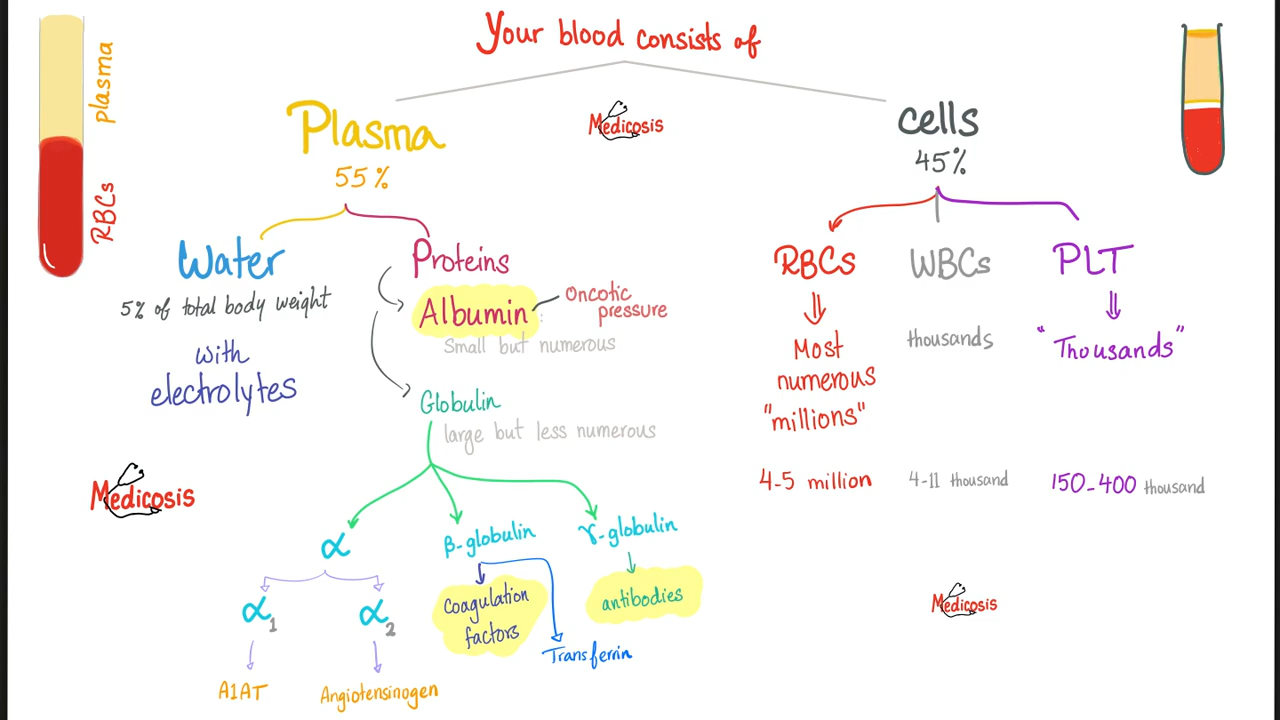 Your blood consists of
plasma
RBCs
Medicosis
Plasma
55%
Water
5% of total body weight
with
electrolytes
Proteins
Albumin
Oncotic
pressure
Small but numerous
Globulin
large but less numerous
α
α1
A1AT
α2
Angiotensinogen
β-globulin
Coagulation
factors
Transferrin
γ-globulin
antibodies
Medicosis
cells
45%
RBCs
Most
numerous
"millions"
4-5 million
WBCs
thousands
4-11 thousand
PLT
"Thousands"
150-400 thousand
Medicosis